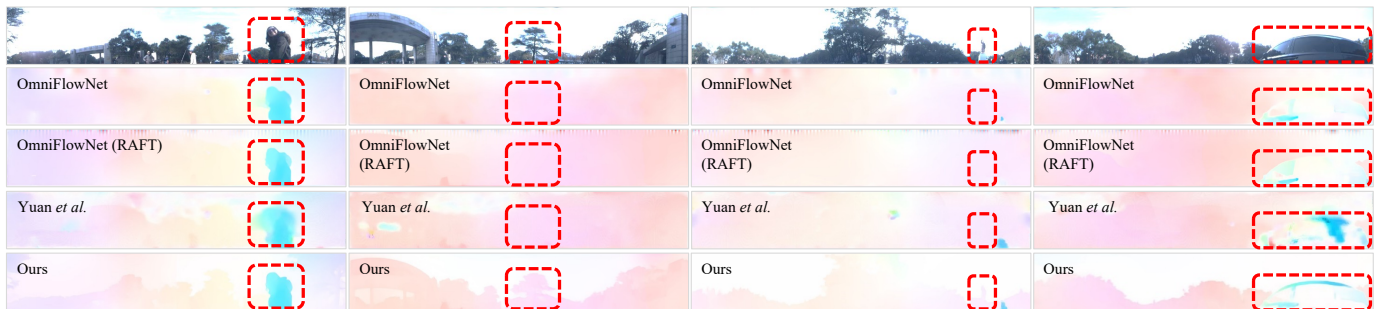 OmniFlowNet
OmniFlowNet
OmniFlowNet
OmniFlowNet
OmniFlowNet (RAFT)
OmniFlowNet
(RAFT)
OmniFlowNet
(RAFT)
OmniFlowNet
(RAFT)
Yuan et al.
Yuan et al.
Yuan et al.
Yuan et al.
Ours
Ours
Ours
Ours